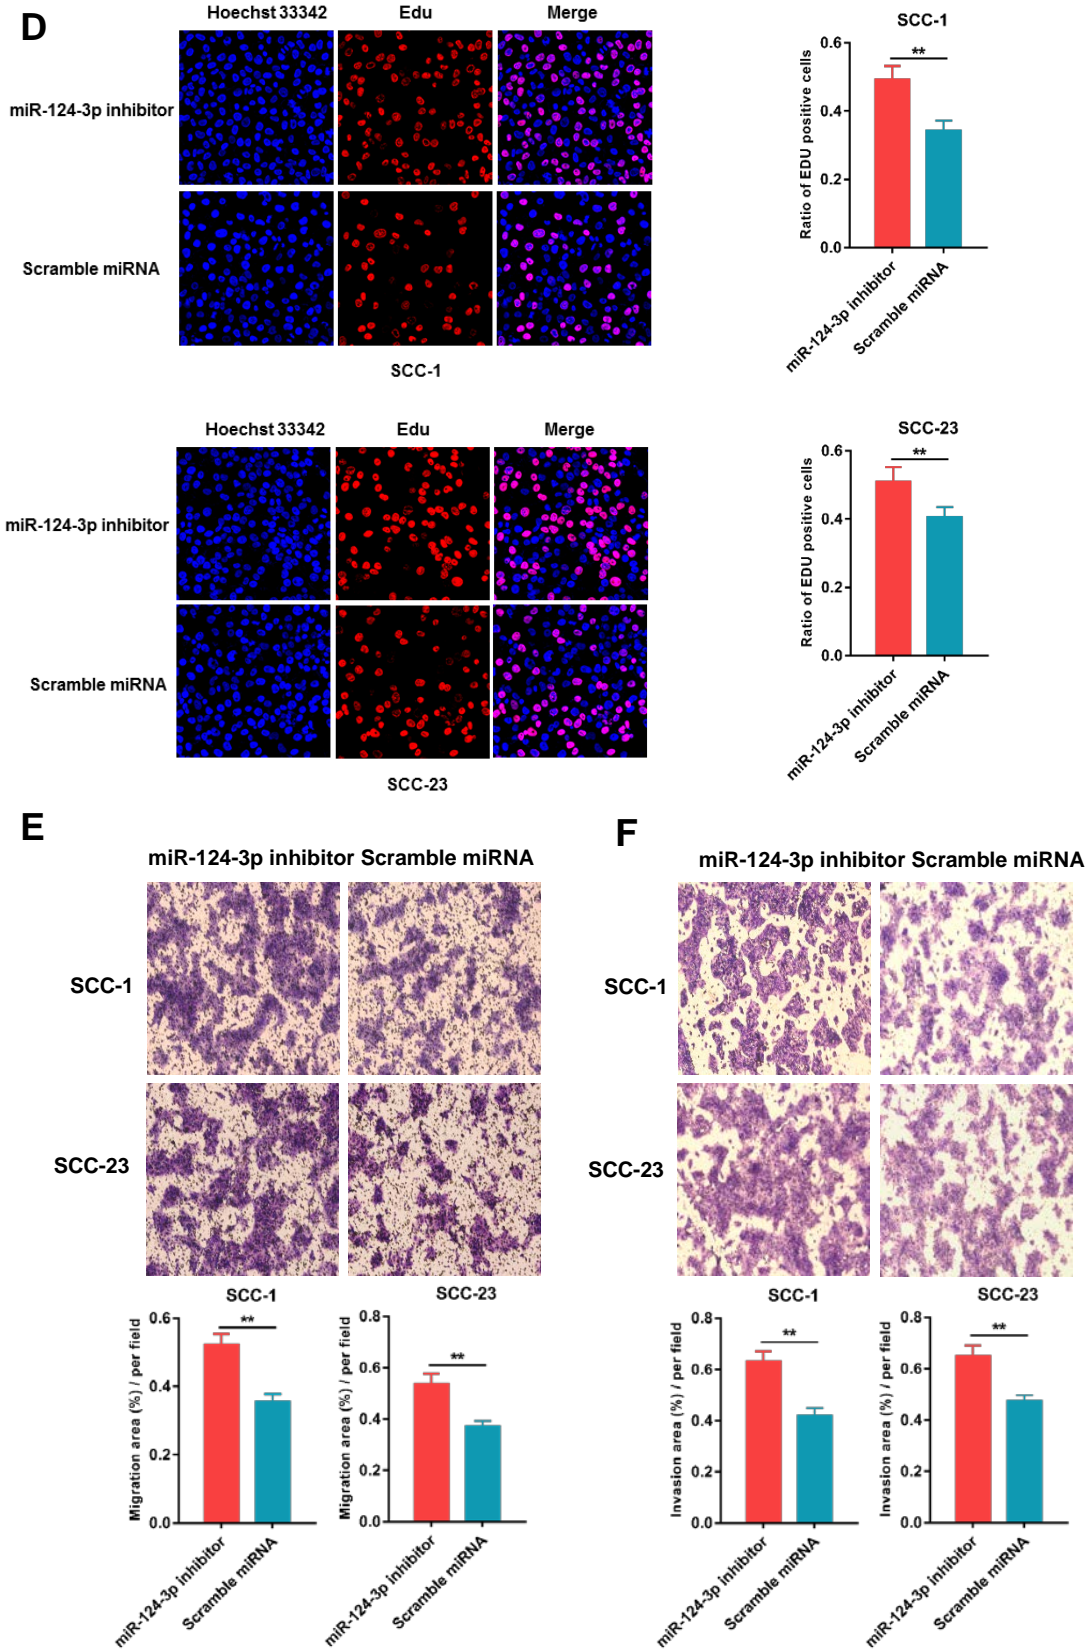 D
Hoechst 33342 Edu Merge
miR-124-3p inhibitor
Scramble miRNA
SCC-1
SCC-1
Ratio of EDU positive cells
0.6
0.4
0.2
0.0
**
miR-124-3p inhibitor
Scramble miRNA
Hoechst 33342 Edu Merge
miR-124-3p inhibitor
Scramble miRNA
SCC-23
SCC-23
Ratio of EDU positive cells
0.6
0.4
0.2
0.0
**
miR-124-3p inhibitor
Scramble miRNA
E
miR-124-3p inhibitor Scramble miRNA
SCC-1
SCC-23
SCC-1
Migration area (%) / per field
0.6
0.4
0.2
0.0
**
miR-124-3p inhibitor
Scramble miRNA
SCC-23
Migration area (%) / per field
0.8
0.6
0.4
0.2
0.0
**
miR-124-3p inhibitor
Scramble miRNA
F
miR-124-3p inhibitor Scramble miRNA
SCC-1
SCC-23
SCC-1
Invasion area (%) / per field
0.8
0.6
0.4
0.2
0.0
**
miR-124-3p inhibitor
Scramble miRNA
SCC-23
Invasion area (%) / per field
0.8
0.6
0.4
0.2
0.0
**
miR-124-3p inhibitor
Scramble miRNA